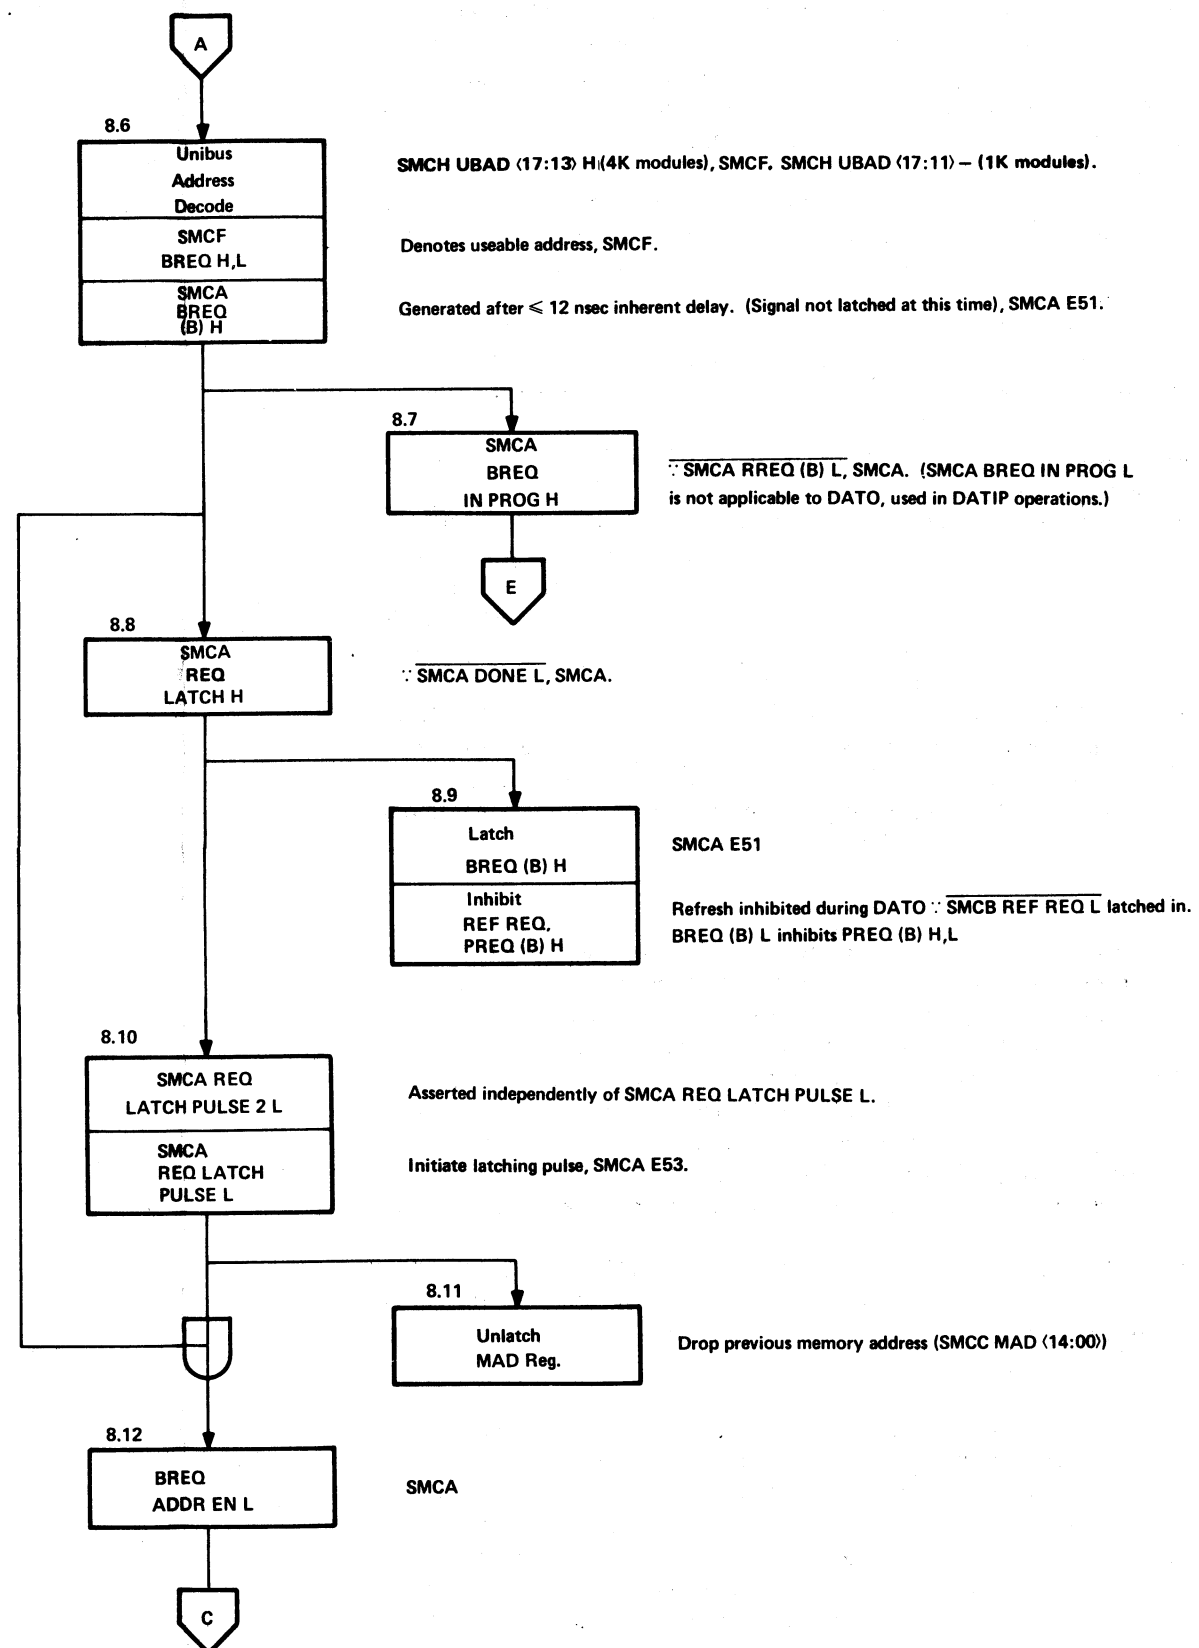 A
8.6
Unibus
Address
Decode
SMCH UBAD ⟨17:13⟩ H (4K modules), SMCF. SMCH UBAD ⟨17:11⟩ – (1K modules).
SMCF
BREQ H,L
Denotes useable address, SMCF.
SMCA
BREQ
(B) H
Generated after ⩽ 12 nsec inherent delay. (Signal not latched at this time), SMCA E51.
8.7
SMCA
BREQ
IN PROG H
∵ SMCA RREQ (B) L, SMCA. (SMCA BREQ IN PROG L
is not applicable to DATO, used in DATIP operations.)
E
8.8
SMCA
REQ
LATCH H
∵ SMCA DONE L, SMCA.
8.9
Latch
BREQ (B) H
SMCA E51
Inhibit
REF REQ,
PREQ (B) H
Refresh inhibited during DATO ∵ SMCB REF REQ L latched in.
BREQ (B) L inhibits PREQ (B) H,L
8.10
SMCA REQ
LATCH PULSE 2 L
Asserted independently of SMCA REQ LATCH PULSE L.
SMCA
REQ LATCH
PULSE L
Initiate latching pulse, SMCA E53.
8.11
Unlatch
MAD Reg.
Drop previous memory address (SMCC MAD ⟨14:00⟩)
8.12
BREQ
ADDR EN L
SMCA
C